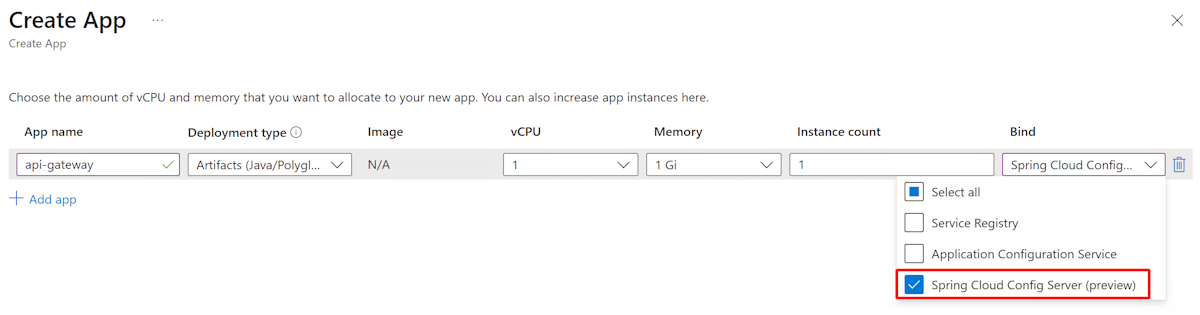 Create App ...
Create App
Choose the amount of vCPU and memory that you want to allocate to your new app. You can also increase app instances here.
App name Deployment type Image vCPU Memory Instance count Bind
api-gateway Artifacts (Java/Polygl... N/A 1 1 Gi 1 Spring Cloud Config...
+ Add app
Select all
Service Registry
Application Configuration Service
Spring Cloud Config Server (preview)